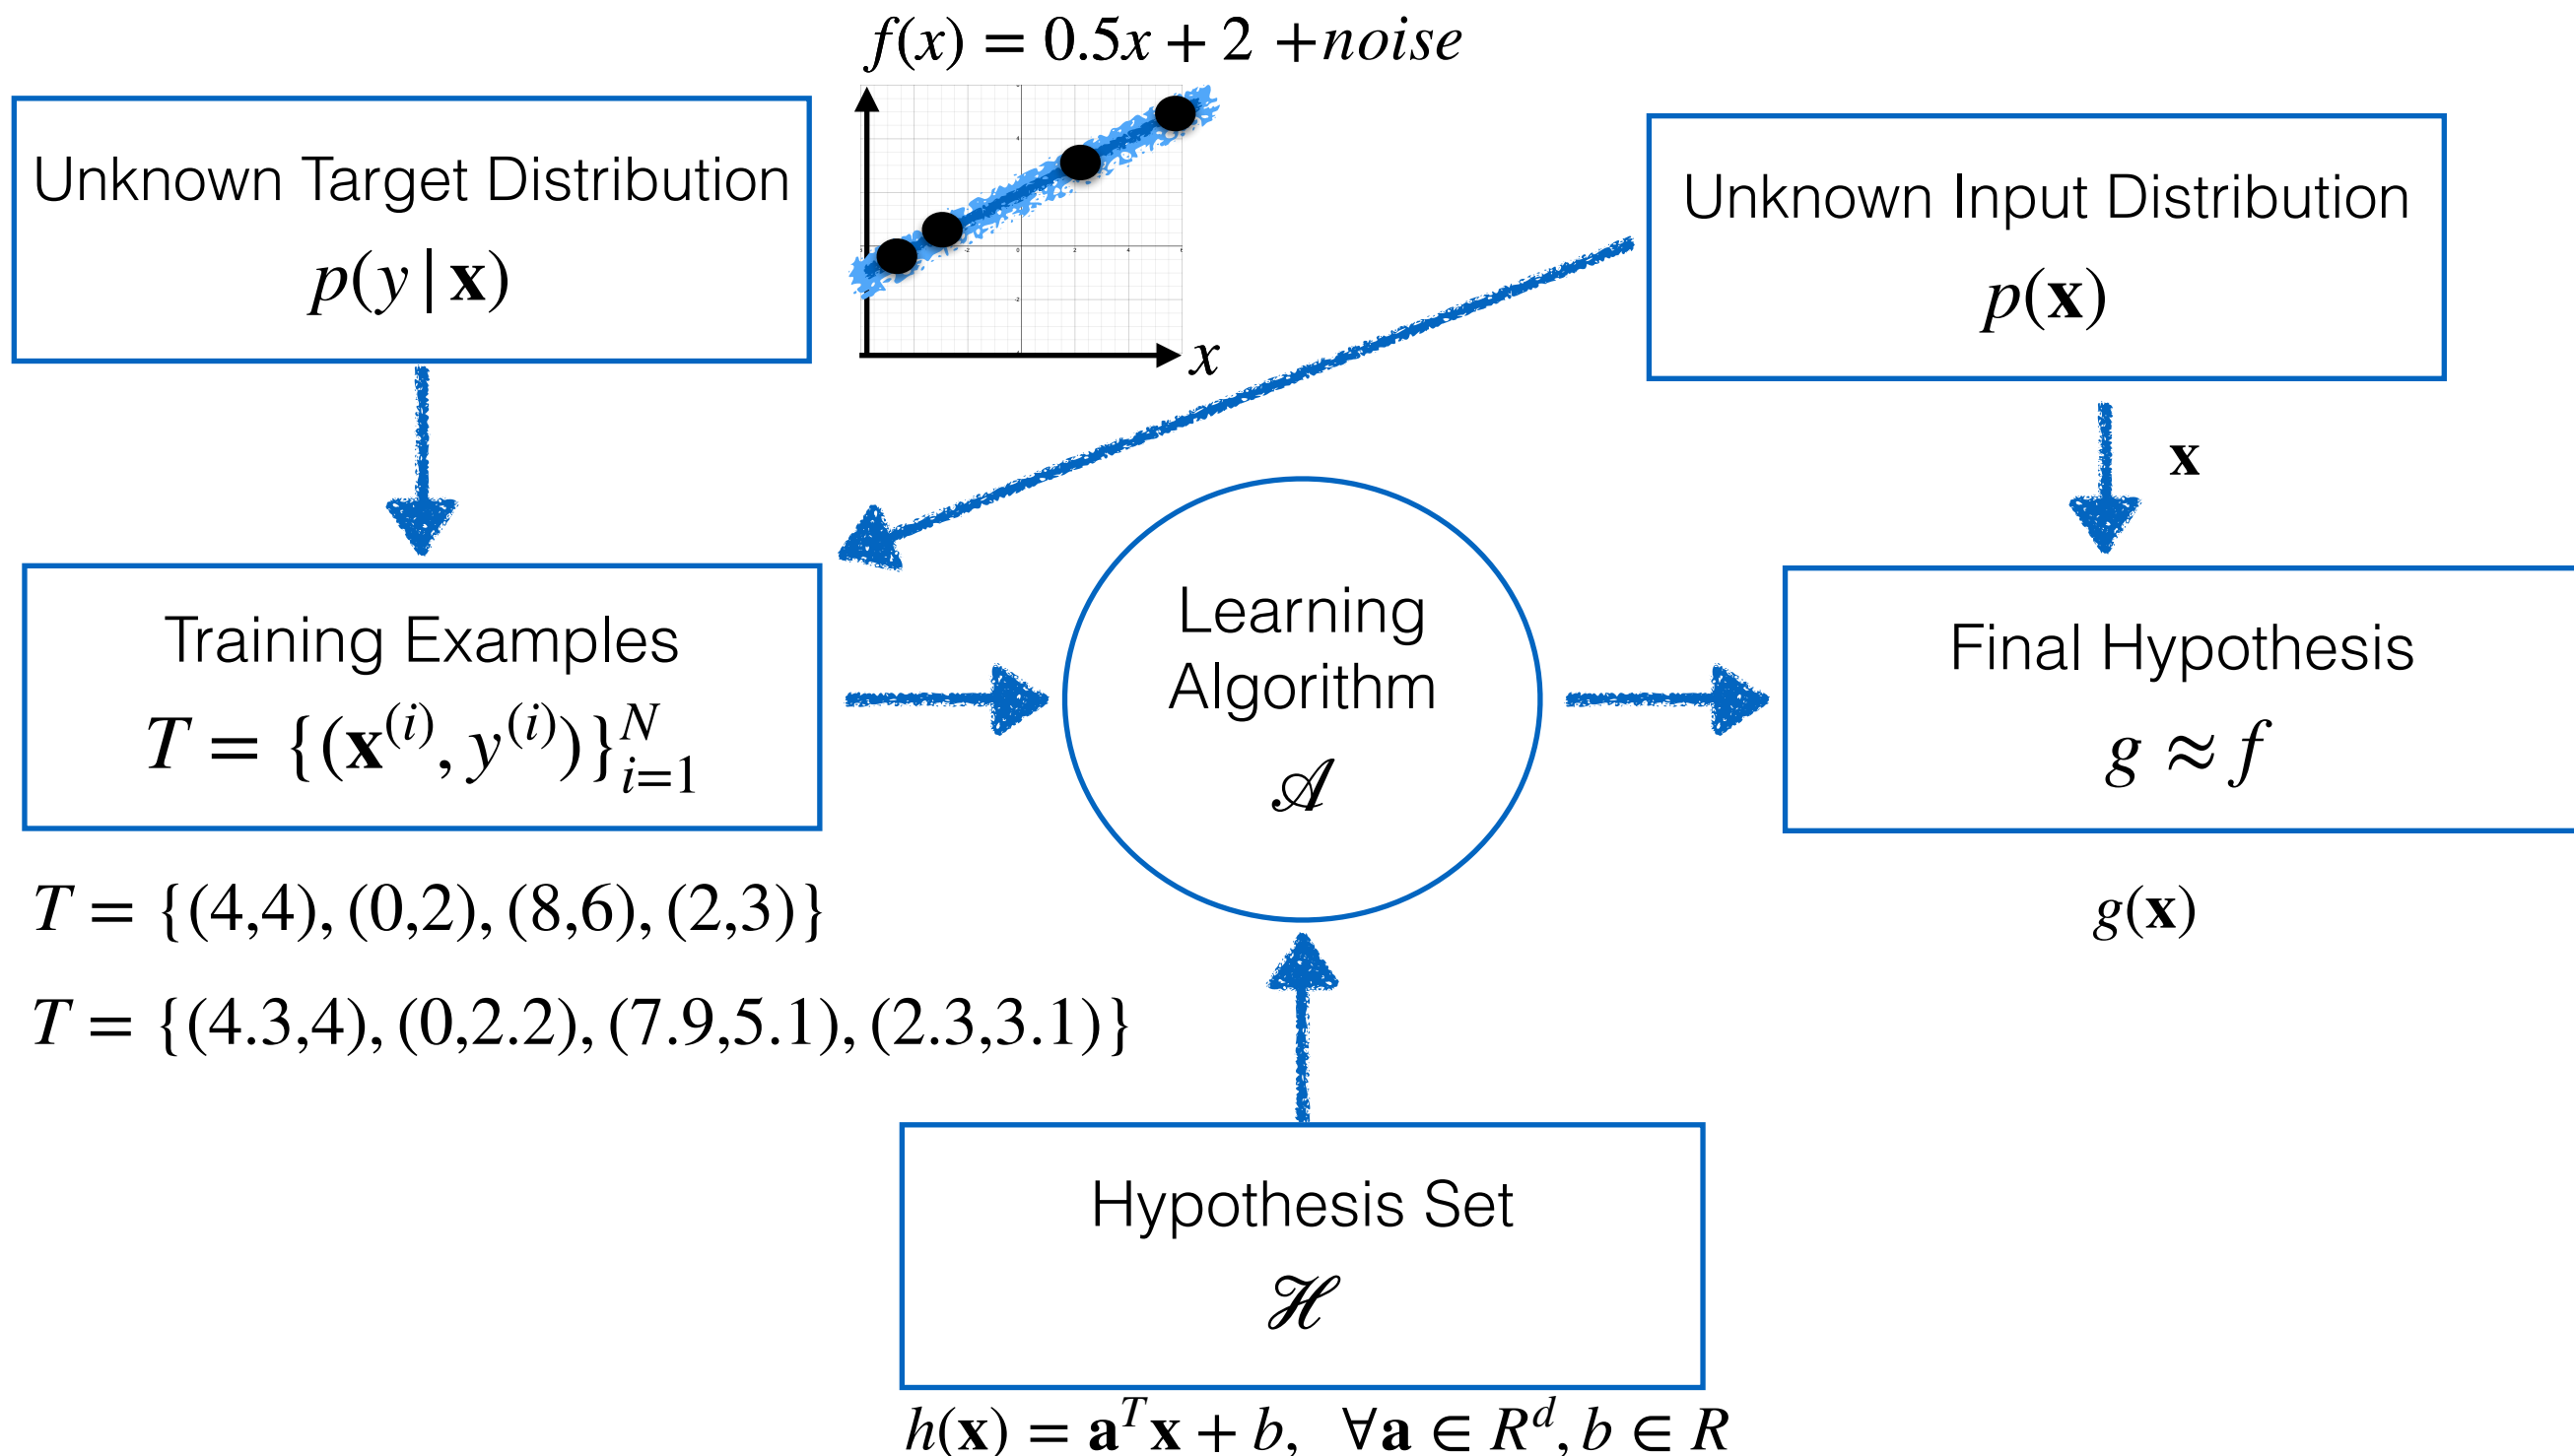 f(x) = 0.5x + 2 +noise
Unknown Target Distribution
p(y | 𝐱)
x
Unknown Input Distribution
p(𝐱)
𝐱
Training Examples
T = {(𝐱^(i), y^(i))}_{i=1}^N
Learning
Algorithm
𝒜
Final Hypothesis
g ≈ f
T = {(4,4), (0,2), (8,6), (2,3)}
g(𝐱)
T = {(4.3,4), (0,2.2), (7.9,5.1), (2.3,3.1)}
Hypothesis Set
ℋ
h(𝐱) = 𝐚^T 𝐱 + b, ∀𝐚 ∈ R^d, b ∈ R